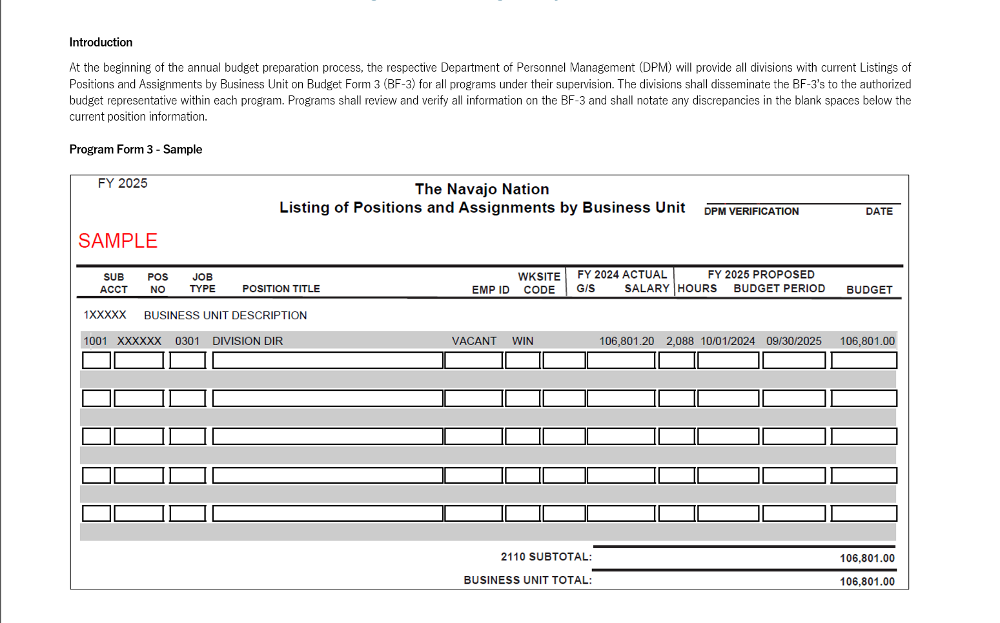 Introduction
At the beginning of the annual budget preparation process, the respective Department of Personnel Management (DPM) will provide all divisions with current Listings of
Positions and Assignments by Business Unit on Budget Form 3 (BF-3) for all programs under their supervision. The divisions shall disseminate the BF-3’s to the authorized
budget representative within each program. Programs shall review and verify all information on the BF-3 and shall notate any discrepancies in the blank spaces below the
current position information.
Program Form 3 - Sample
FY 2025
The Navajo Nation
Listing of Positions and Assignments by Business Unit
DPM VERIFICATION DATE
SAMPLE
SUB POS JOB WKSITE FY 2024 ACTUAL FY 2025 PROPOSED
ACCT NO TYPE POSITION TITLE EMP ID CODE G/S SALARY HOURS BUDGET PERIOD BUDGET
1XXXXX BUSINESS UNIT DESCRIPTION
1001 XXXXXX 0301 DIVISION DIR VACANT WIN 106,801.20 2,088 10/01/2024 09/30/2025 106,801.00
2110 SUBTOTAL: 106,801.00
BUSINESS UNIT TOTAL: 106,801.00